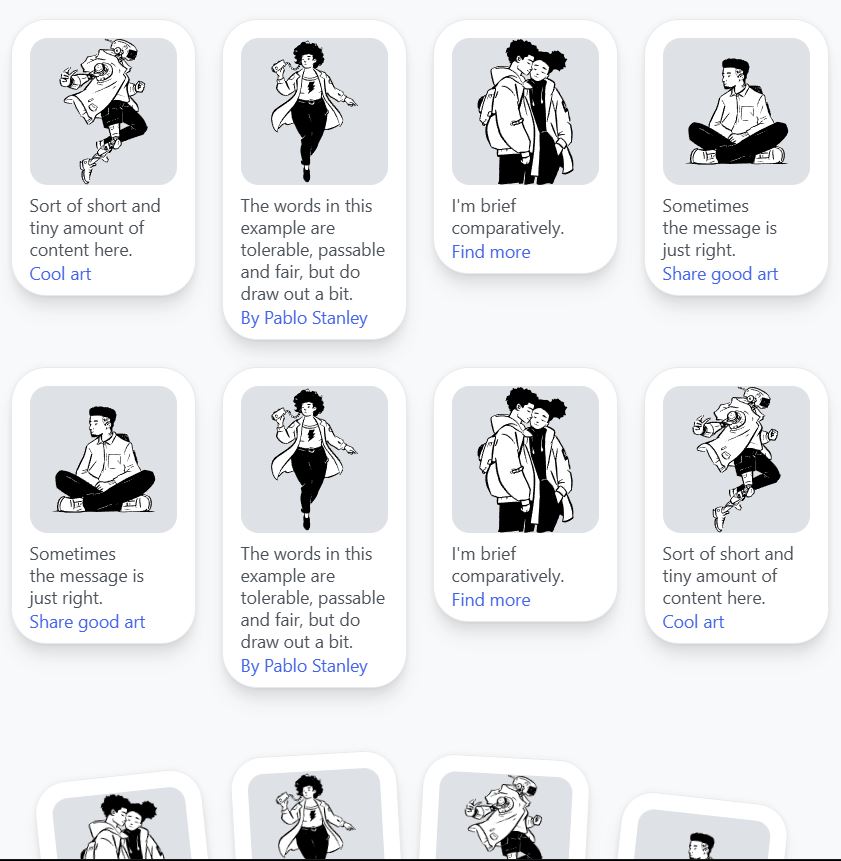 Sort of short and
tiny amount of
content here.
Cool art
The words in this
example are
tolerable, passable
and fair, but do
draw out a bit.
By Pablo Stanley
I'm brief
comparatively.
Find more
Sometimes
the message is
just right.
Share good art
Sometimes
the message is
just right.
Share good art
The words in this
example are
tolerable, passable
and fair, but do
draw out a bit.
By Pablo Stanley
I'm brief
comparatively.
Find more
Sort of short and
tiny amount of
content here.
Cool art